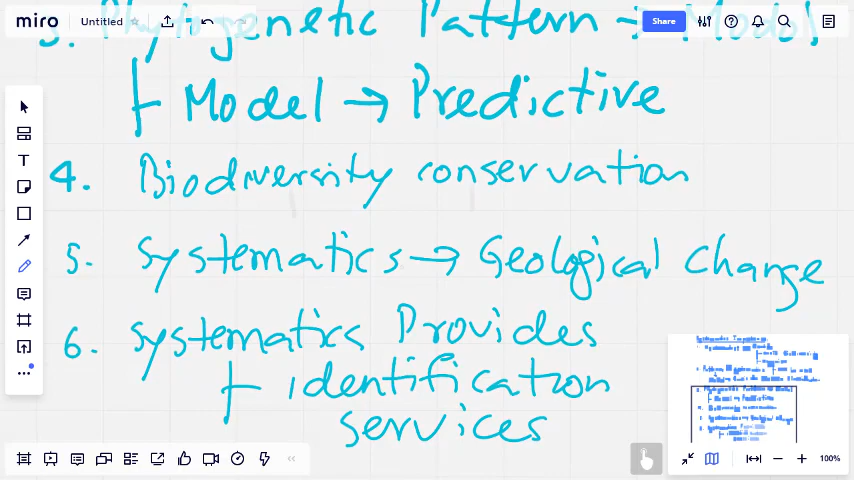 miro Untitled Share
3. Phylogenetic Pattern → Model
Model → Predictive
4. Biodiversity conservation
5. Systematics → Geological Change
6. Systematics Provides
identification
services
100%